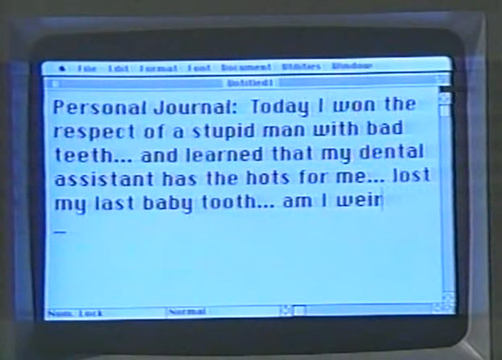 File Edit Format Font Document Utilities Window
Untitled1
Personal Journal: Today I won the
respect of a stupid man with bad
teeth... and learned that my dental
assistant has the hots for me... lost
my last baby tooth... am I weir
Num. Lock Normal